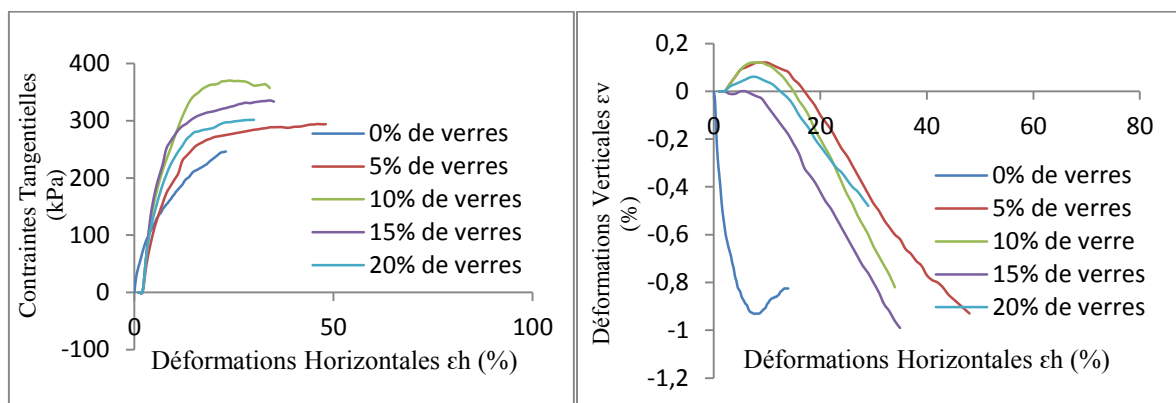 Contraintes Tangentielles
(kPa)
400
300
200
100
0
-100
0
50
100
0% de verres
5% de verres
10% de verres
15% de verres
20% de verres
Déformations Horizontales εh (%)
Déformations Verticales εv
(%)
0,2
0
-0,2
-0,4
-0,6
-0,8
-1
-1,2
0
20
40
60
80
0% de verres
5% de verres
10% de verre
15% de verres
20% de verres
Déformations Horizontales εh (%)